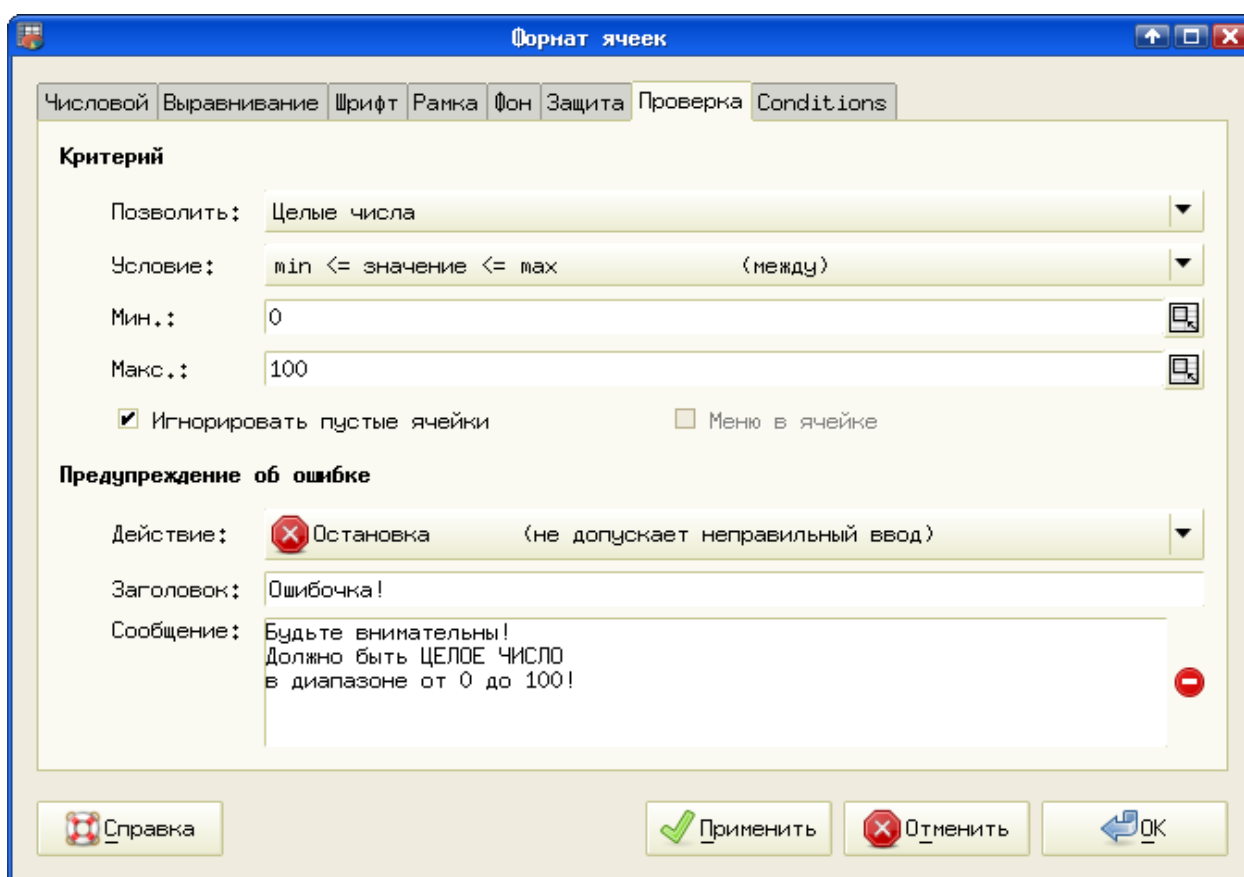 Формат ячеек
Числовой Выравнивание Шрифт Рамка Фон Защита Проверка Conditions
Критерий
Позволить: Целые числа
Условие: min <= значение <= max (между)
Мин.: 0
Макс.: 100
Игнорировать пустые ячейки Меню в ячейке
Предупреждение об ошибке
Действие: Остановка (не допускает неправильный ввод)
Заголовок: Ошибочка!
Сообщение: Будьте внимательны!
Должно быть ЦЕЛОЕ ЧИСЛО
в диапазоне от 0 до 100!
Справка Применить Отменить OK